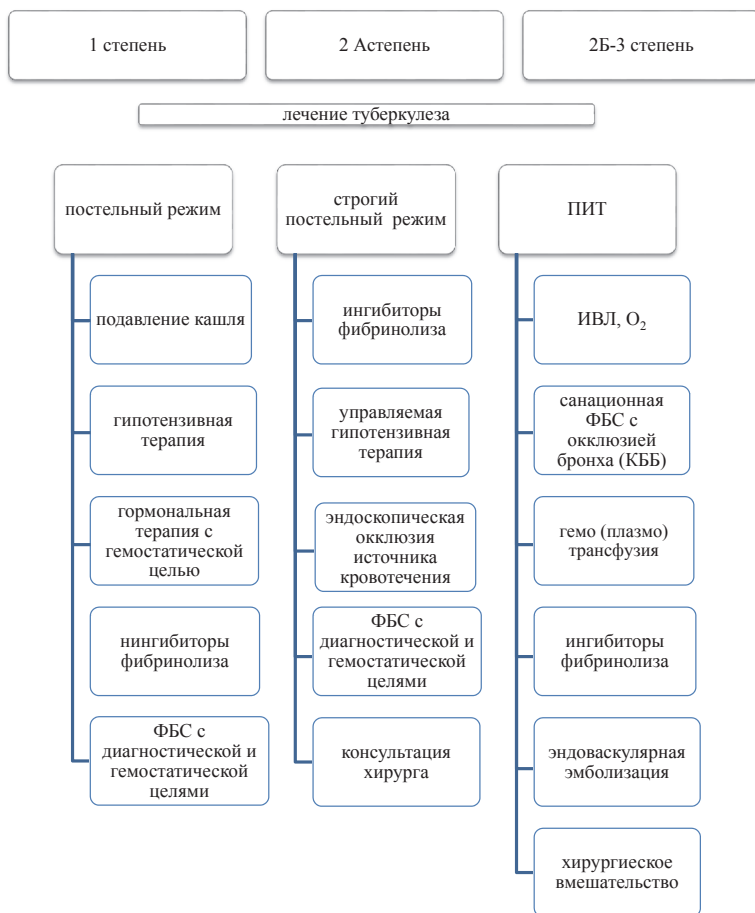 1 степень
2 Астепень
2Б-3 степень
лечение туберкулеза
постельный режим
подавление кашля
гипотензивная
терапия
гормональная
терапия с
гемостатической
целью
нингибиторы
фибринолиза
ФБС с
диагностической и
гемостатической
целями
строгий
постельный режим
ингибиторы
фибринолиза
управляемая
гипотензивная
терапия
эндоскопическая
окклюзия
источника
кровотечения
ФБС с
диагностической и
гемостатической
целями
консультация
хирурга
ПИТ
ИВЛ, O₂
санационная
ФБС с
окклюзией
бронха (КББ)
гемо (плазмо)
трансфузия
ингибиторы
фибринолиза
эндоваскулярная
эмболизация
хирургиеское
вмешательство